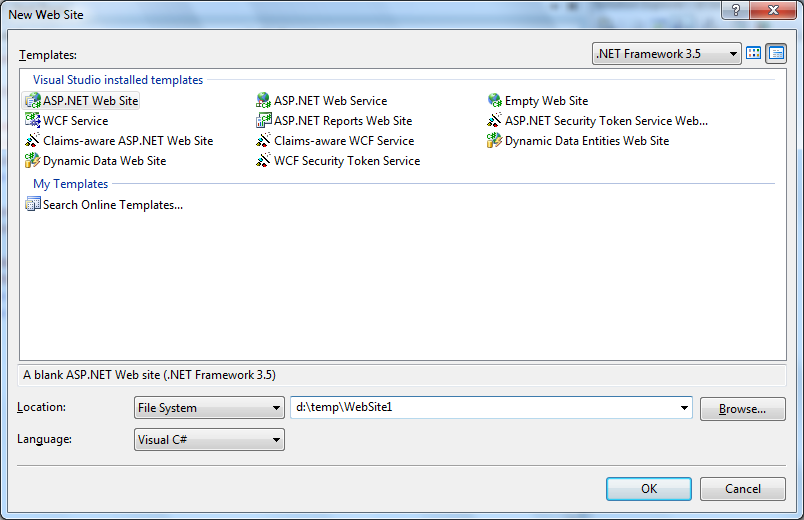 New Web Site
Templates:
.NET Framework 3.5
Visual Studio installed templates
ASP.NET Web Site
ASP.NET Web Service
Empty Web Site
WCF Service
ASP.NET Reports Web Site
ASP.NET Security Token Service Web...
Claims-aware ASP.NET Web Site
Claims-aware WCF Service
Dynamic Data Entities Web Site
Dynamic Data Web Site
WCF Security Token Service
My Templates
Search Online Templates...
A blank ASP.NET Web site (.NET Framework 3.5)
Location:
File System
d:\temp\WebSite1
Browse...
Language:
Visual C#
OK
Cancel